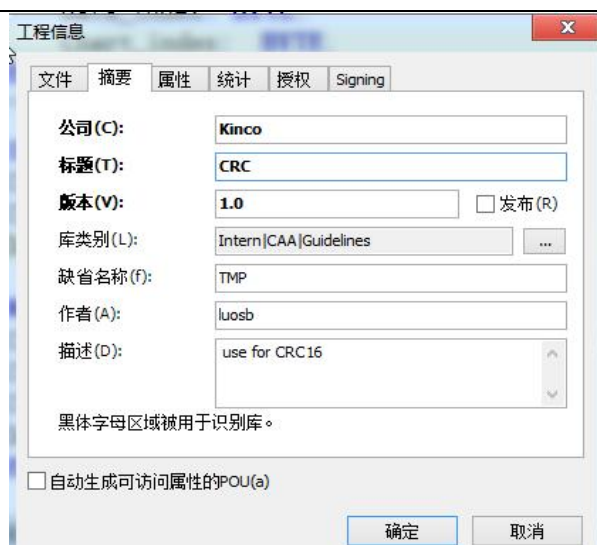 工程信息
文件 摘要 属性 统计 授权 Signing
公司(C): Kinco
标题(T): CRC
版本(V): 1.0 发布(R)
库类别(L): Intern|CAA|Guidelines ...
缺省名称(f): TMP
作者(A): luosb
描述(D): use for CRC16
黑体字母区域被用于识别库。
自动生成可访问属性的POU(a)
确定 取消